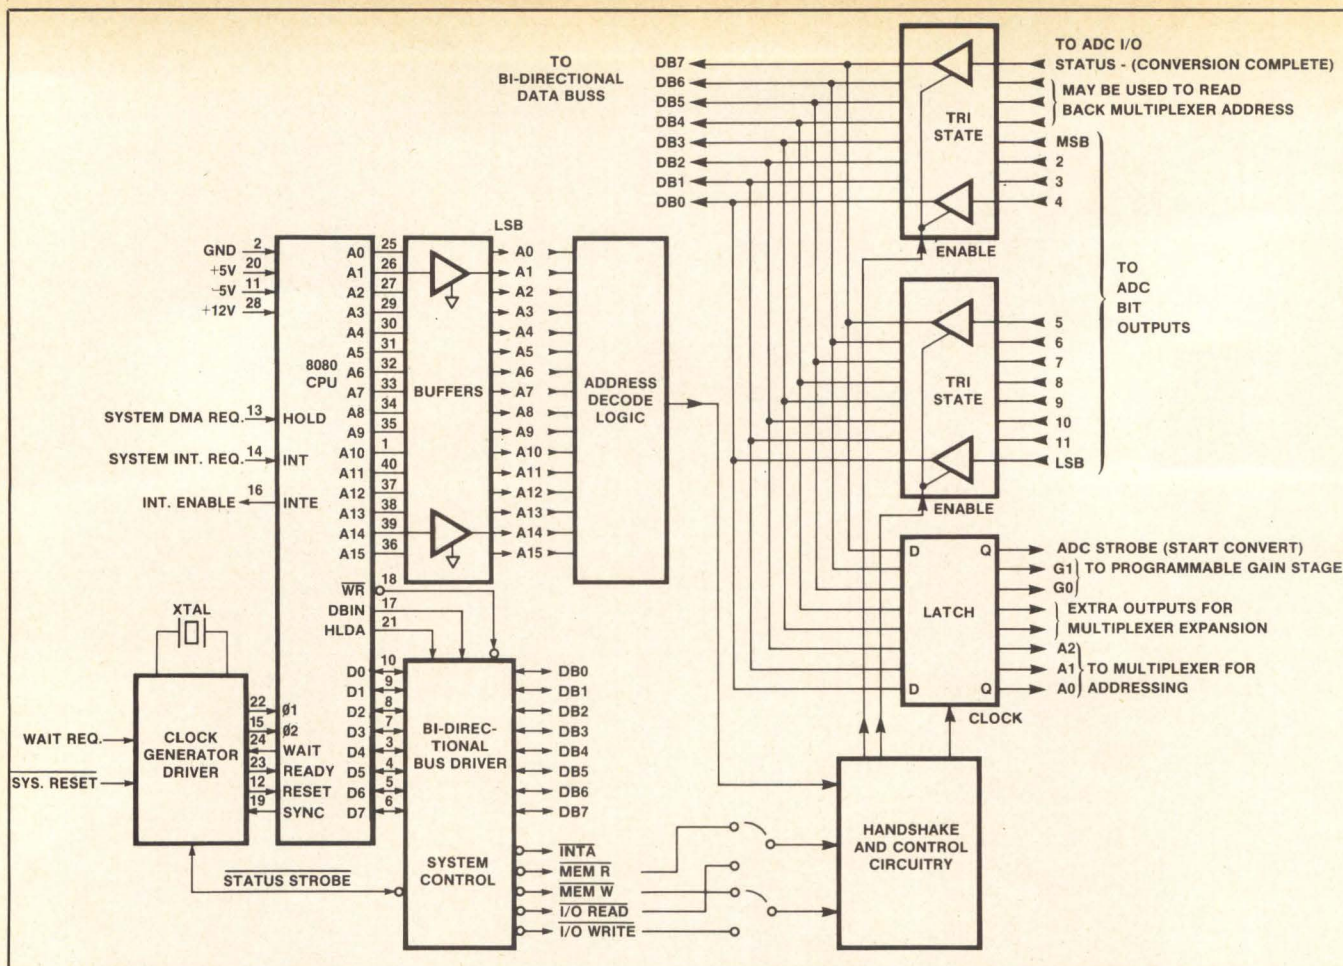 TO
BI-DIRECTIONAL
DATA BUSS
DB7
DB6
DB5
DB4
DB3
DB2
DB1
DB0
TRI
STATE
ENABLE
TO ADC I/O
STATUS - (CONVERSION COMPLETE)
MAY BE USED TO READ
BACK MULTIPLEXER ADDRESS
MSB
2
3
4
TO
ADC
BIT
OUTPUTS
TRI
STATE
ENABLE
5
6
7
8
9
10
11
LSB
GND 2
+5V 20
-5V 11
+12V 28
8080
CPU
SYSTEM DMA REQ. 13 HOLD
SYSTEM INT. REQ. 14 INT
INT. ENABLE 16 INTE
A0 25
A1 26
A2 27
A3 29
A4 30
A5 31
A6 32
A7 33
A8 34
A9 35
A10 1
A11 40
A12 37
A13 38
A14 39
A15 36
WR 18
DBIN 17
HLDA 21
BUFFERS
LSB
A0
A1
A2
A3
A4
A5
A6
A7
A8
A9
A10
A11
A12
A13
A14
A15
ADDRESS
DECODE
LOGIC
D Q
LATCH
D Q
CLOCK
ADC STROBE (START CONVERT)
G1 TO PROGRAMMABLE GAIN STAGE
G0
EXTRA OUTPUTS FOR
MULTIPLEXER EXPANSION
A2
A1 TO MULTIPLEXER FOR
A0 ADDRESSING
XTAL
WAIT REQ.
SYS. RESET
CLOCK
GENERATOR
DRIVER
22 ø1
15 ø2
24 WAIT
23 READY
12 RESET
19 SYNC
D0 10
D1 9
D2 8
D3 7
D4 3
D5 4
D6 5
D7 6
BI-DIREC-
TIONAL
BUS DRIVER
SYSTEM
CONTROL
DB0
DB1
DB2
DB3
DB4
DB5
DB6
DB7
INTA
MEM R
MEM W
I/O READ
I/O WRITE
STATUS STROBE
HANDSHAKE
AND CONTROL
CIRCUITRY